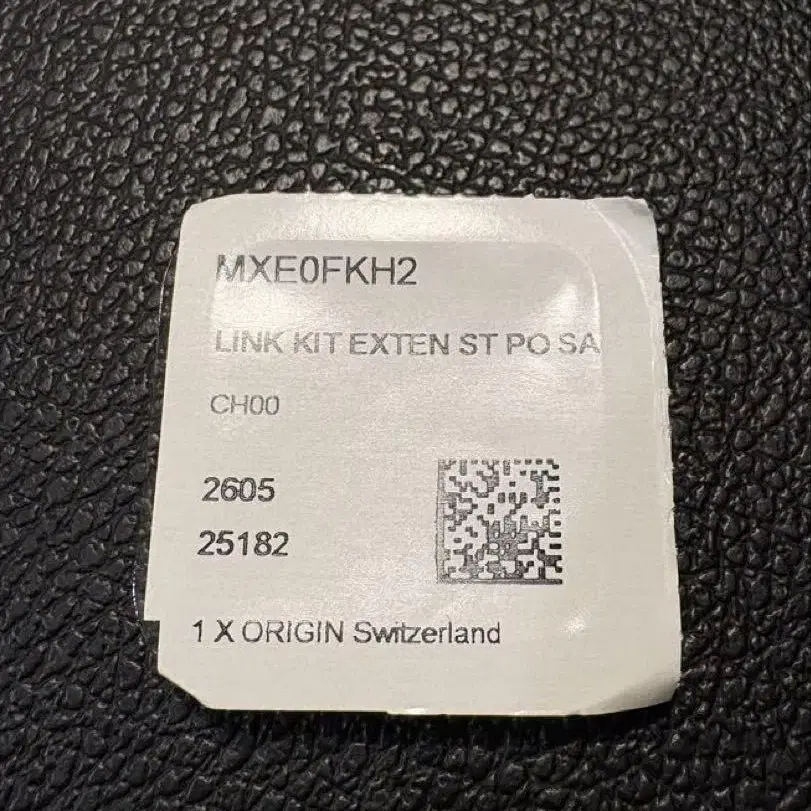 MXE0FKH2
LINK KIT EXTEN ST PO SA
CH00
2605
25182
1 X ORIGIN Switzerland